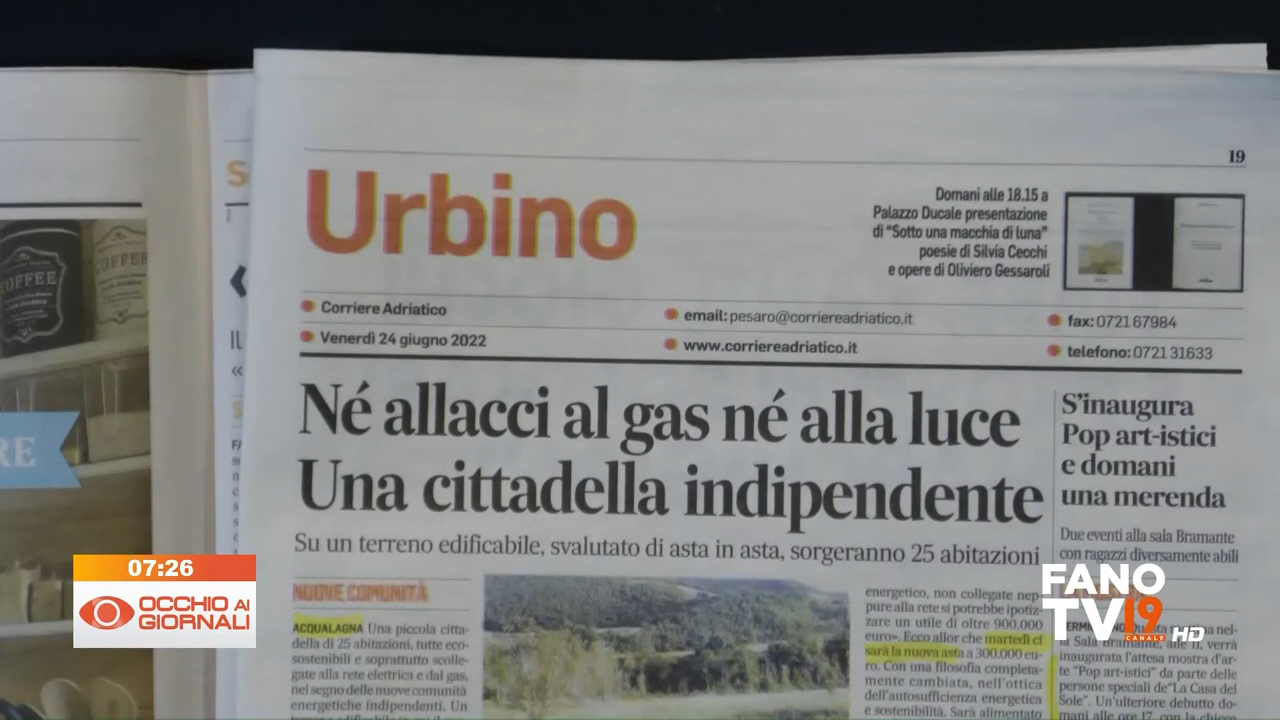 19
Urbino
Domani alle 18.15 a
Palazzo Ducale presentazione
di “Sotto una macchia di luna”
poesie di Silvia Cecchi
e opere di Oliviero Gessaroli
Corriere Adriatico
Venerdì 24 giugno 2022
email: pesaro@corriereadriatico.it
www.corriereadriatico.it
fax: 0721 67984
telefono: 0721 31633
Né allacci al gas né alla luce
Una cittadella indipendente
Su un terreno edificabile, svalutato di asta in asta, sorgeranno 25 abitazioni
NUOVE COMUNITÀ
ACQUALAGNA Una piccola citta-
della di 25 abitazioni, tutte eco-
sostenibili e soprattutto scolle-
gate alla rete elettrica e dal gas,
nel segno delle nuove comunità
energetiche indipendenti. Un
energetico, non collegate nep-
pure alla rete si potrebbe ipotiz-
zare un utile di oltre 900.000
euro». Ecco allor che martedì ci
sarà la nuova asta a 300.000 eu-
ro. Con una filosofia completa-
mente cambiata, nell'ottica
dell'autosufficienza energetica
e sostenibilità. Sarà alimentato
S'inaugura
Pop art-istici
e domani
una merenda
Due eventi alla sala Bramante
con ragazzi diversamente abili
la Sala Bramante, alle 11, verrà
inaugurata l'attesa mostra d'ar-
te “Pop art-istici” da parte delle
persone speciali de“La Casa del
Sole”. Un'ulteriore debutto do-
mani alle ore 17, con la
COFFEE
COFFEE
RE
S
IL
«
07:26
OCCHIO AI
GIORNALI
FANO
TV19
CANALE HD